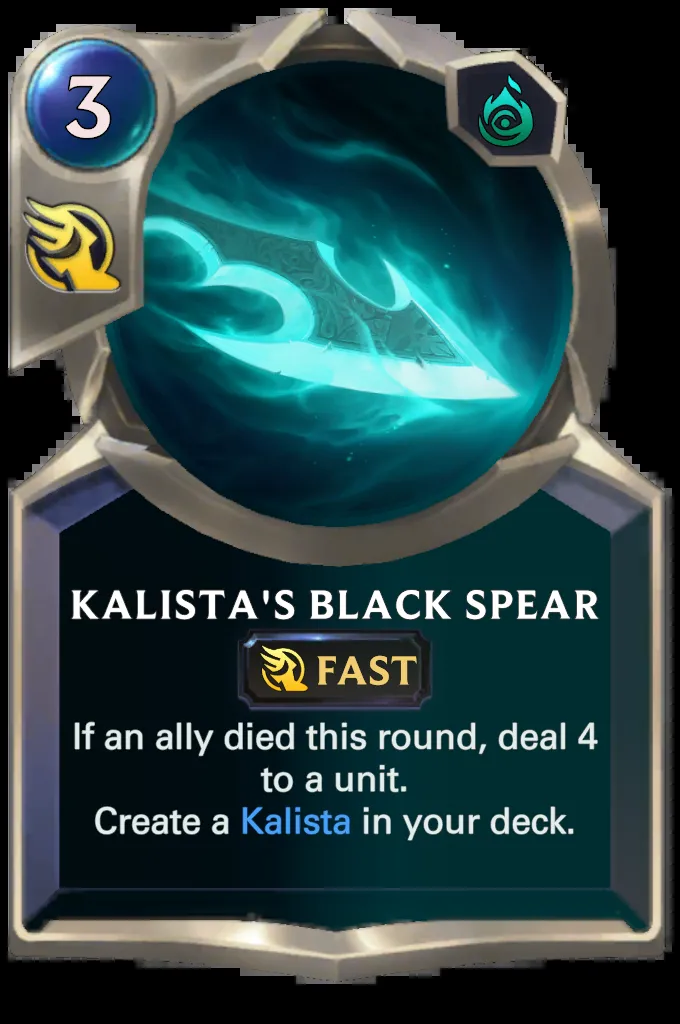 3
KALISTA'S BLACK SPEAR
FAST
If an ally died this round, deal 4
to a unit.
Create a Kalista in your deck.